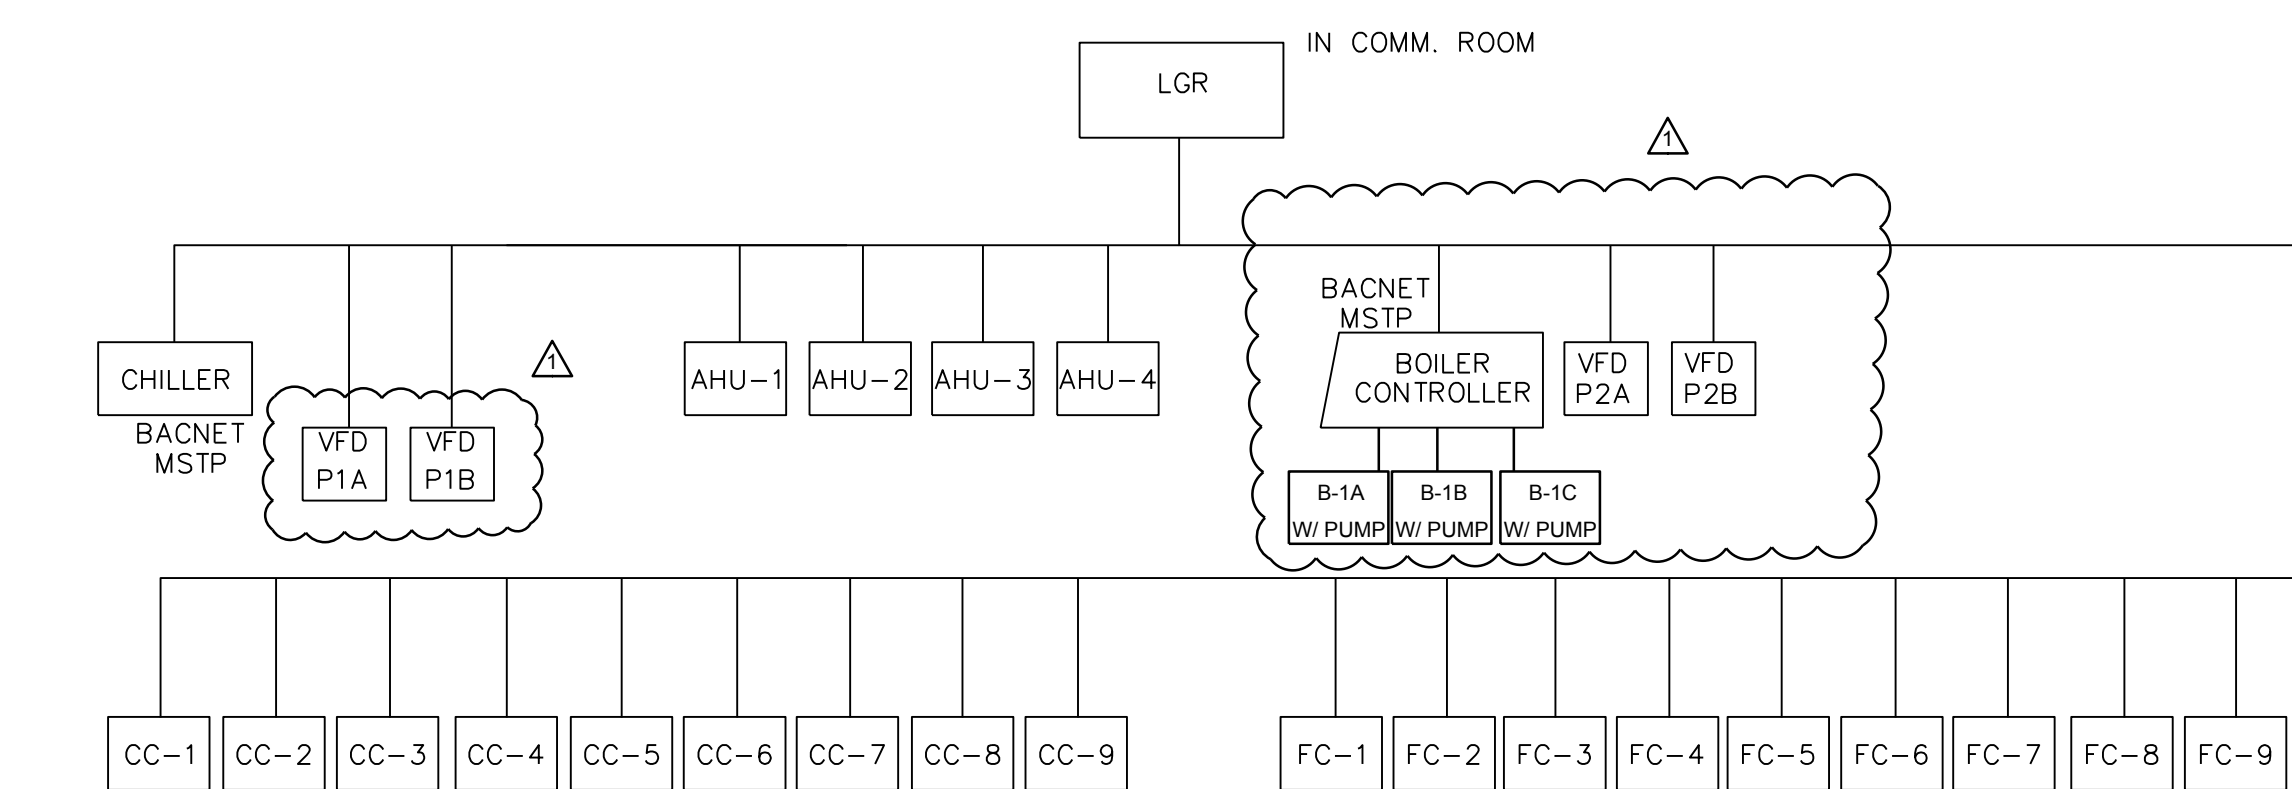 IN COMM. ROOM
LGR
1
BACNET
MSTP
BOILER
CONTROLLER
VFD
P2A
VFD
P2B
CHILLER
BACNET
MSTP
1
VFD
P1A
VFD
P1B
AHU-1
AHU-2
AHU-3
AHU-4
B-1A
W/ PUMP
B-1B
W/ PUMP
B-1C
W/ PUMP
CC-1
CC-2
CC-3
CC-4
CC-5
CC-6
CC-7
CC-8
CC-9
FC-1
FC-2
FC-3
FC-4
FC-5
FC-6
FC-7
FC-8
FC-9